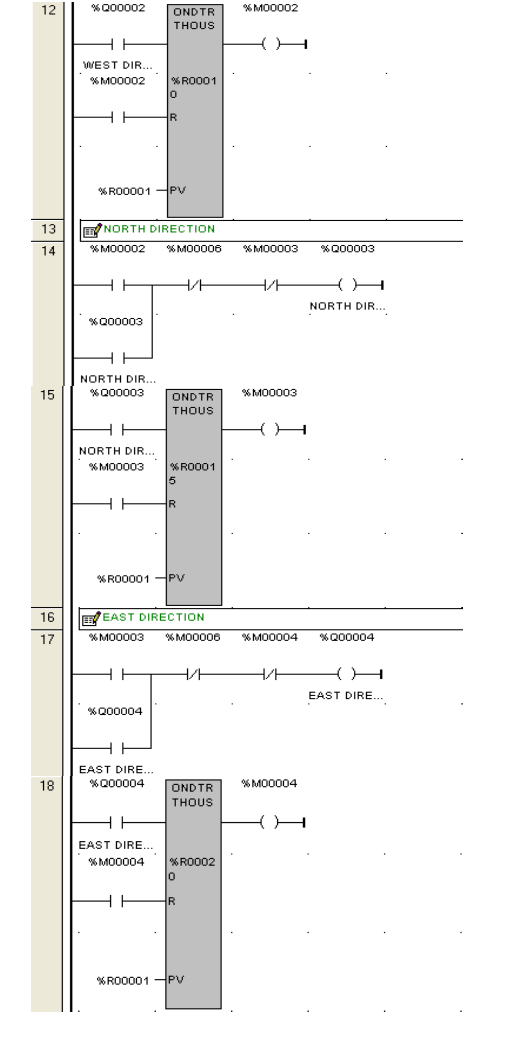 12 %Q00002 ONDTR %M00002
THOUS
WEST DIR...
%M00002 %R0001
0
R
%R00001 PV
13 NORTH DIRECTION
14 %M00002 %M00006 %M00003 %Q00003
NORTH DIR...
%Q00003
NORTH DIR...
15 %Q00003 ONDTR %M00003
THOUS
NORTH DIR...
%M00003 %R0001
5
R
%R00001 PV
16 EAST DIRECTION
17 %M00003 %M00006 %M00004 %Q00004
EAST DIRE...
%Q00004
EAST DIRE...
18 %Q00004 ONDTR %M00004
THOUS
EAST DIRE...
%M00004 %R0002
0
R
%R00001 PV